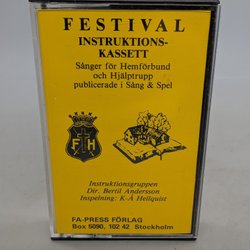 FESTIVAL
INSTRUKTIONS-
KASSETT
Sånger för Hemförbund
och Hjälptrupp
publicerade i Sång & Spel
F H
Instruktionsgruppen
Dir. Bertil Andersson
Inspelning: K-Å Hellquist
FA-PRESS FÖRLAG
Box 5090, 102 42 Stockholm